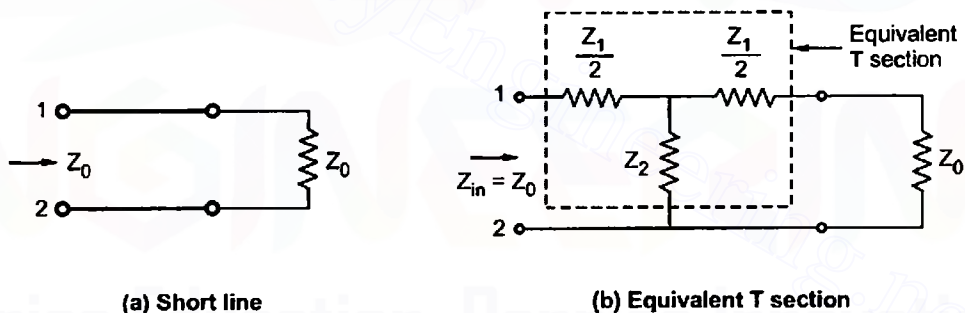 1
Z0
Z0
2
(a) Short line
Z1
2
Z1
2
Equivalent
T section
1
Z2
Z0
Zin = Z0
2
(b) Equivalent T section